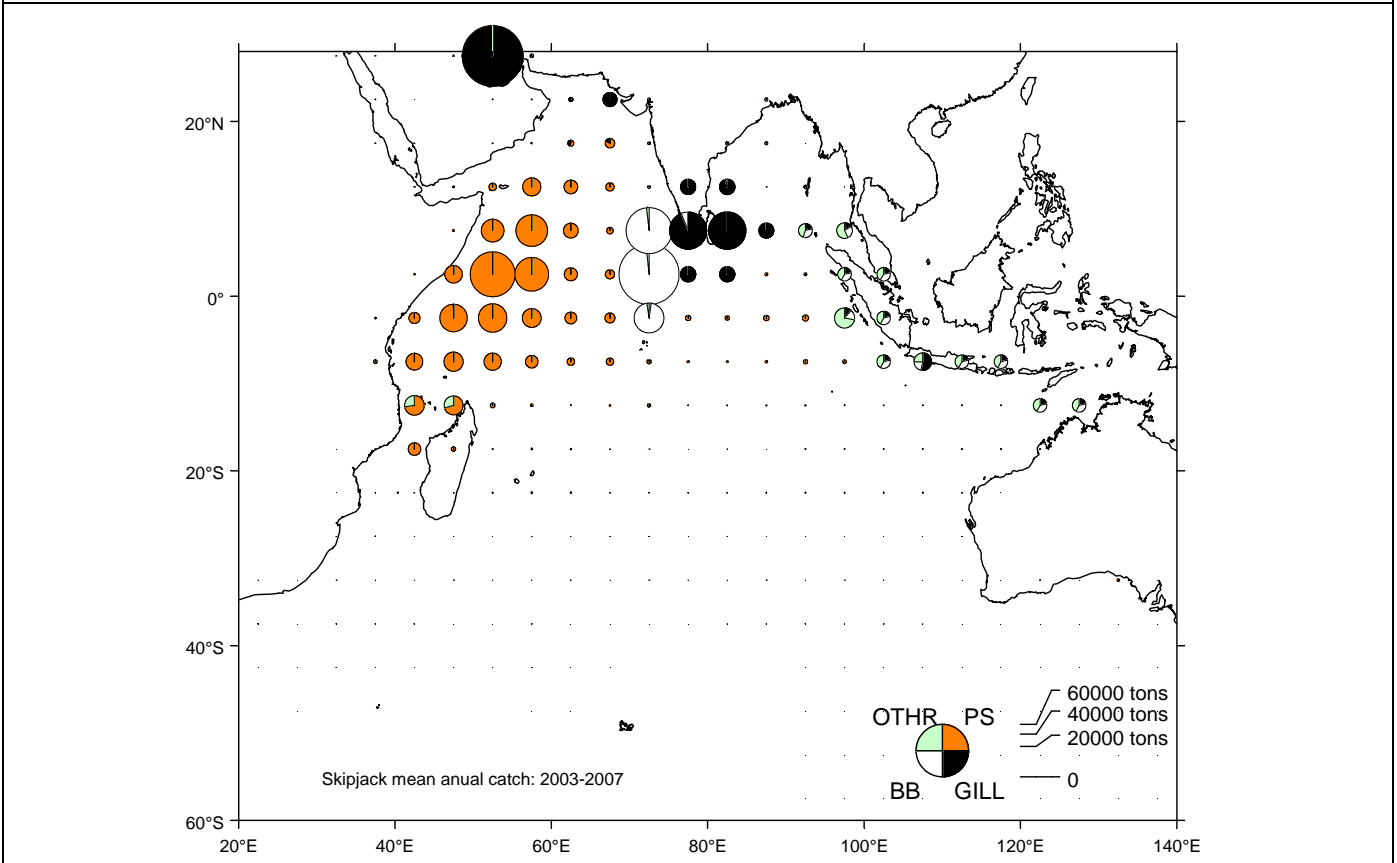 20°N
0°
20°S
40°S
60°S
20°E 40°E 60°E 80°E 100°E 120°E 140°E
Skipjack mean anual catch: 2003-2007
OTHR PS
BB GILL
60000 tons
40000 tons
20000 tons
0